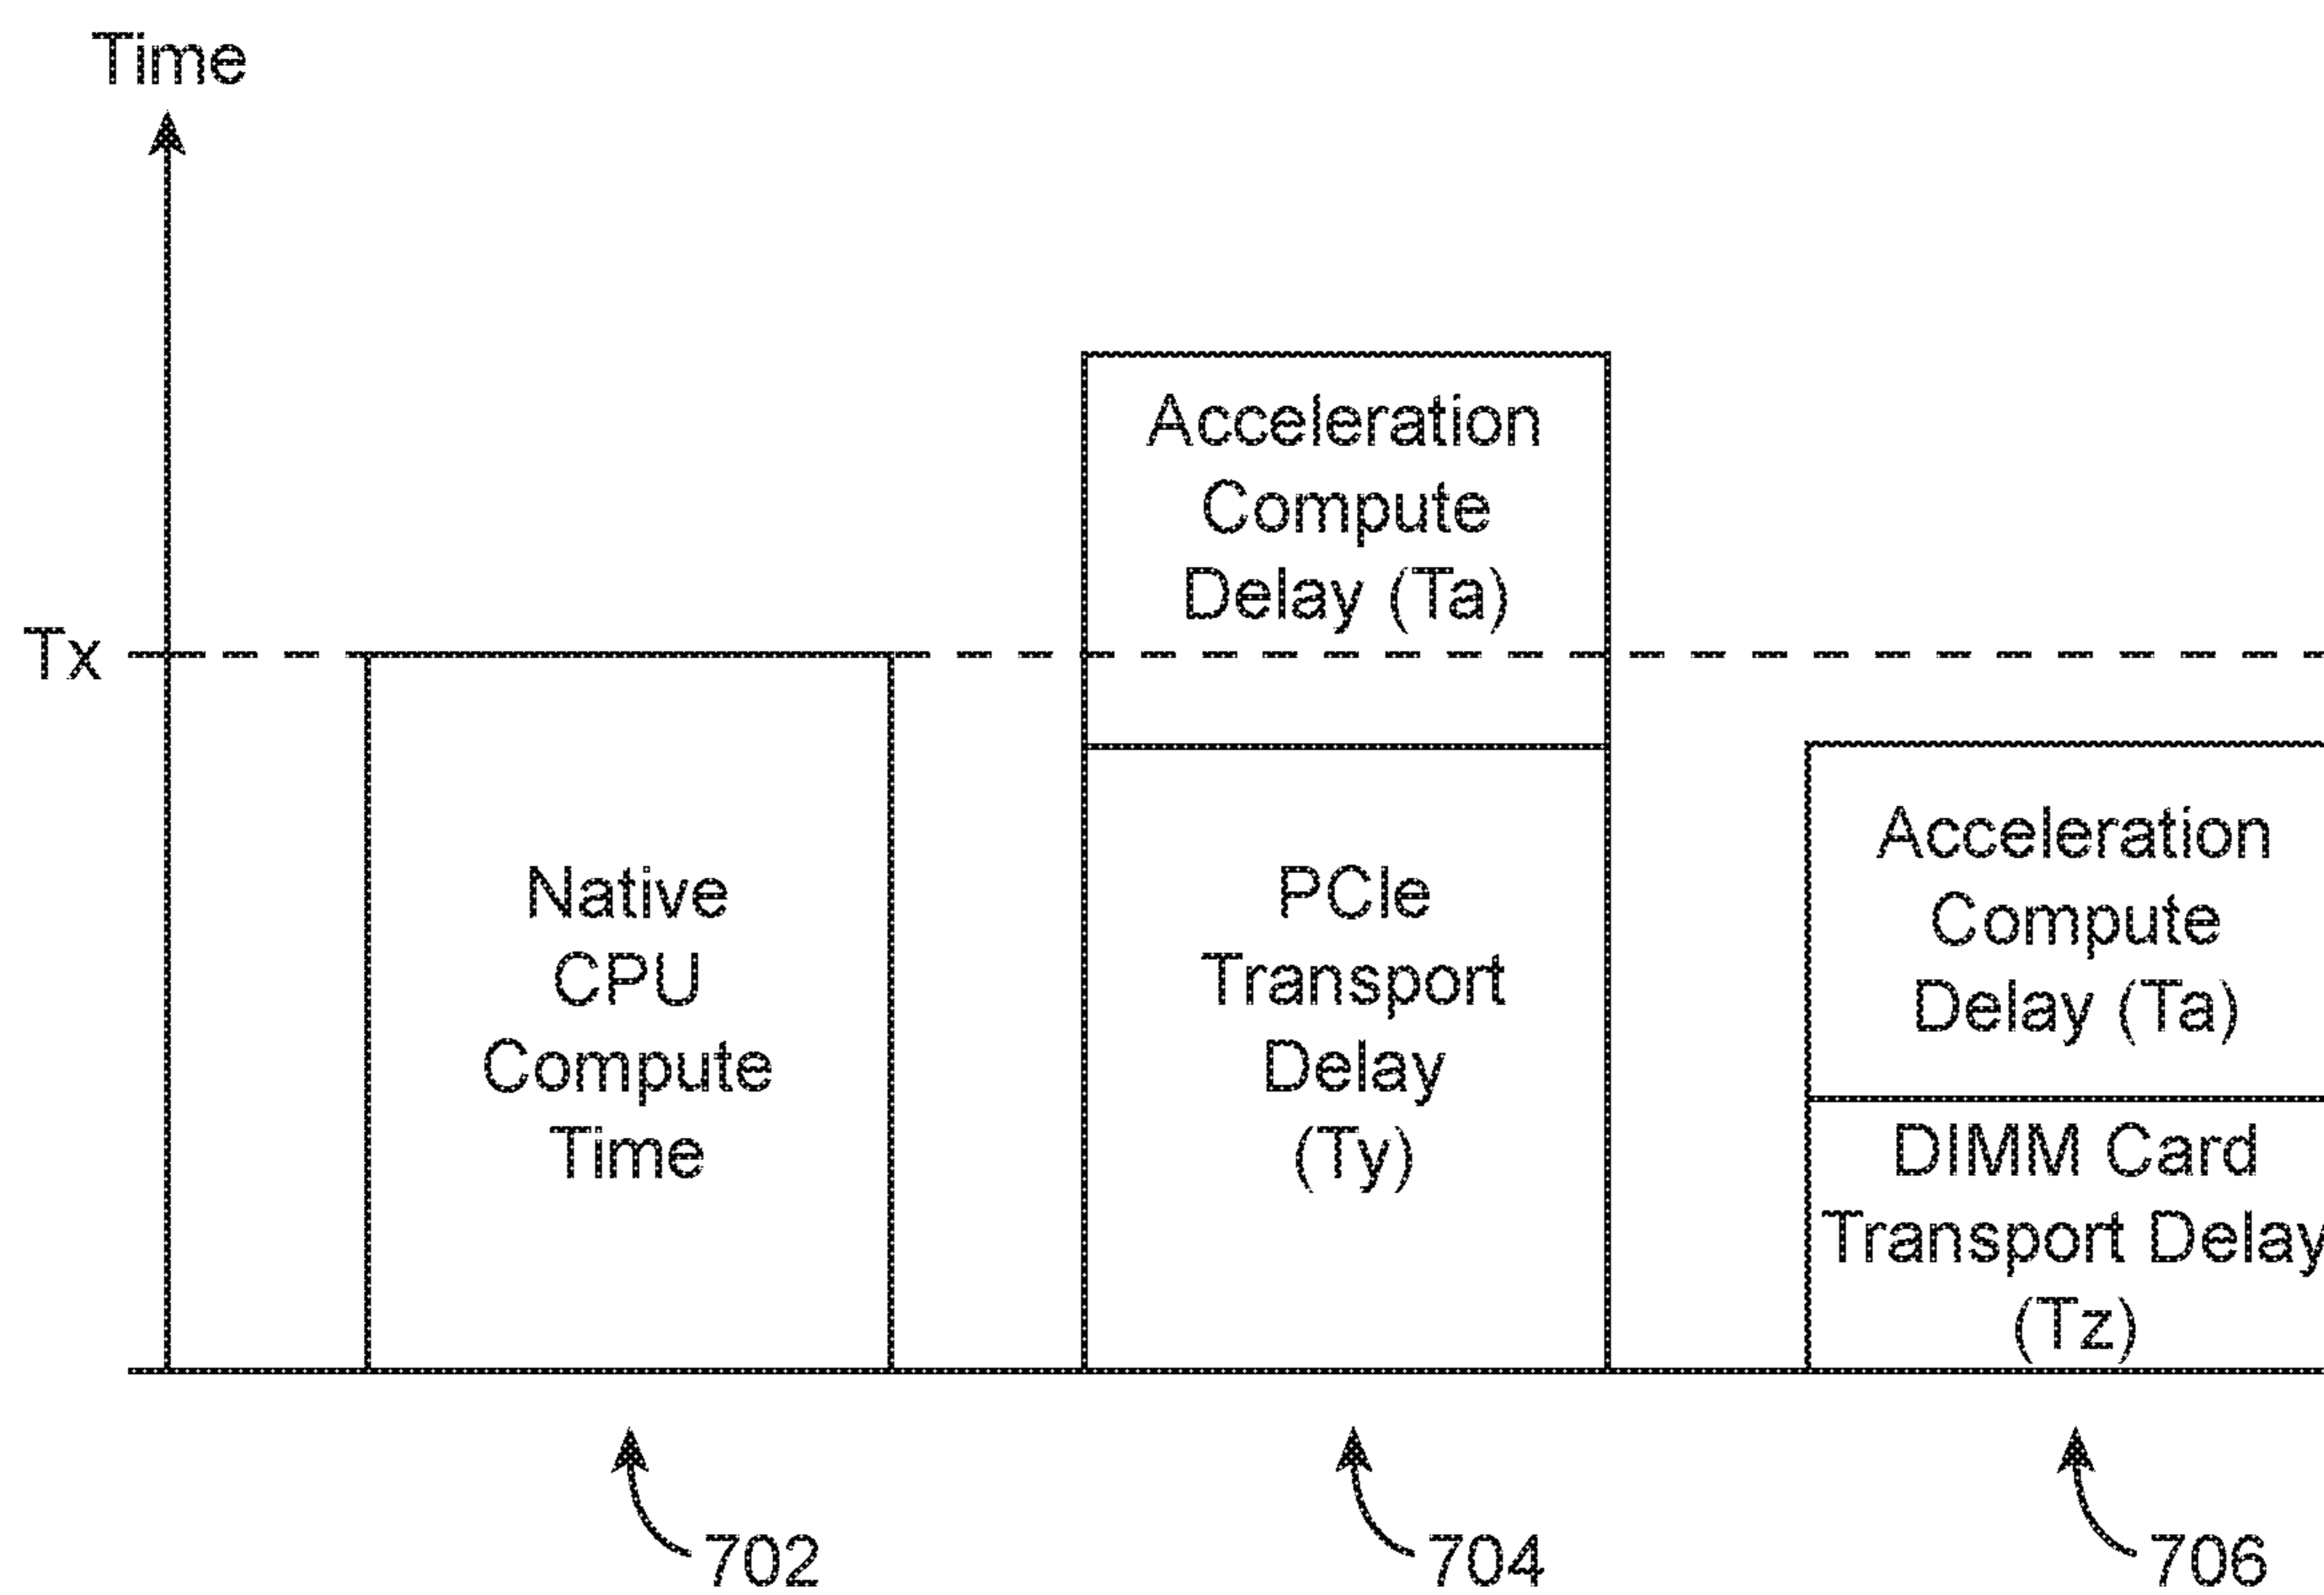 Time
Tx
Native
CPU
Compute
Time
Acceleration
Compute
Delay (Ta)
PCIe
Transport
Delay
(Ty)
Acceleration
Compute
Delay (Ta)
DIMM Card
Transport Delay
(Tz)
702
704
706